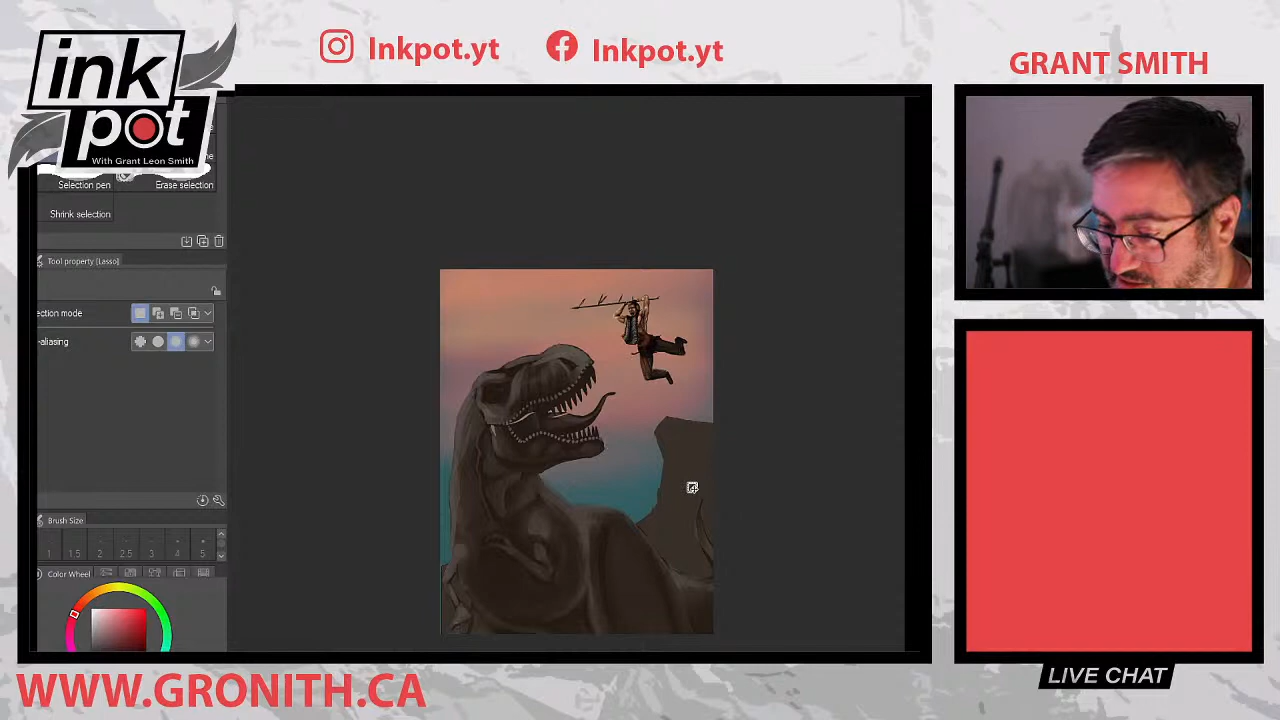 ink
pot
With Grant Leon Smith
Inkpot.yt
Inkpot.yt
GRANT SMITH
Selection pen
Erase selection
Shrink selection
Tool property [Lasso]
ection mode
-aliasing
Brush Size
1 1.5 2 2.5 3 4 5
Color Wheel
LIVE CHAT
WWW.GRONITH.CA